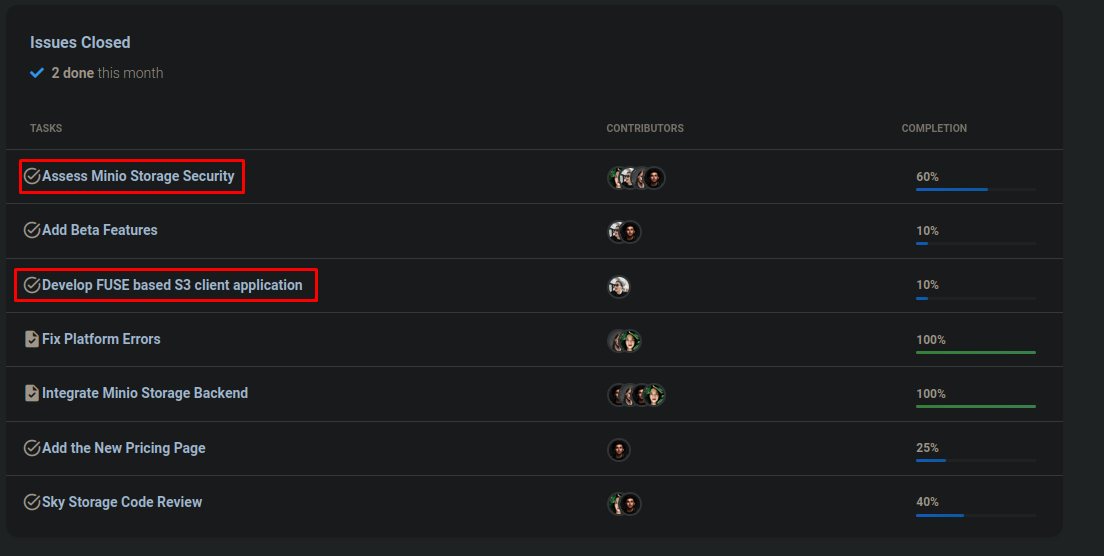 Issues Closed
2 done this month
TASKS CONTRIBUTORS COMPLETION
Assess Minio Storage Security 60%
Add Beta Features 10%
Develop FUSE based S3 client application 10%
Fix Platform Errors 100%
Integrate Minio Storage Backend 100%
Add the New Pricing Page 25%
Sky Storage Code Review 40%